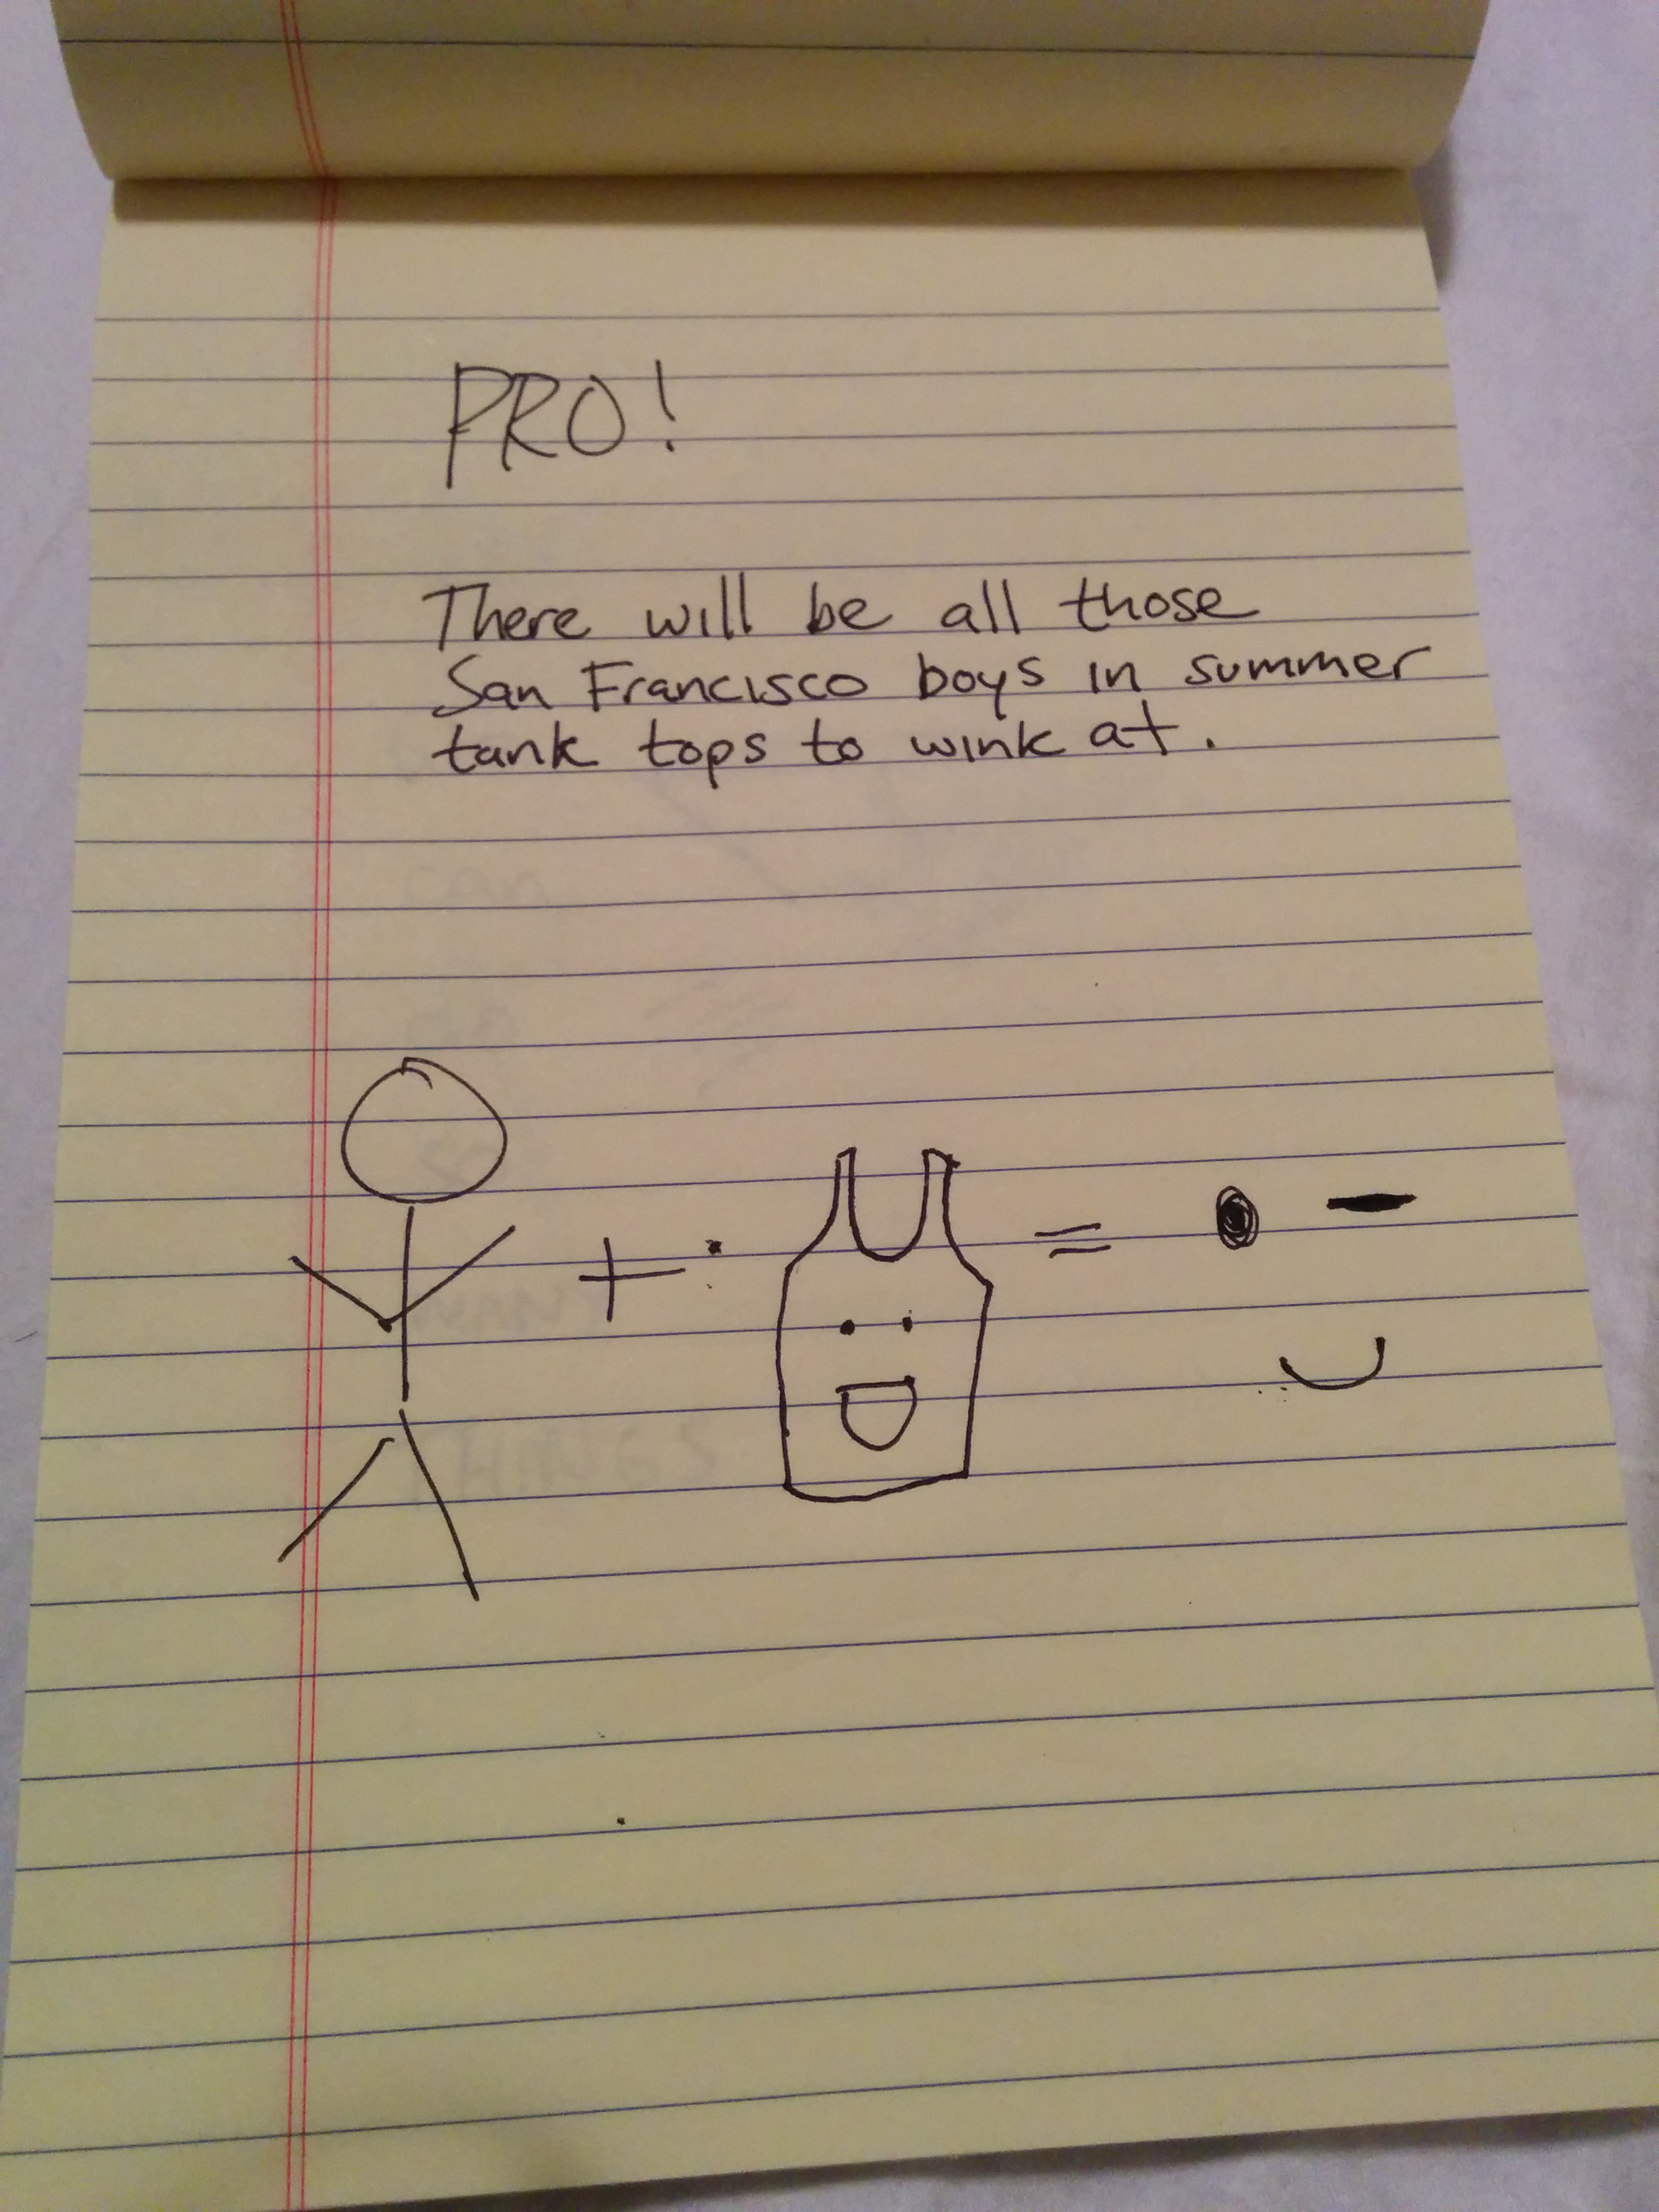 PRO!
There will be all those
San Francisco boys in summer
tank tops to wink at.
+ =